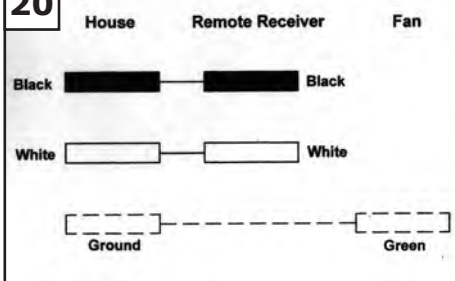 20
House Remote Receiver Fan
Black Black
White White
Ground Green